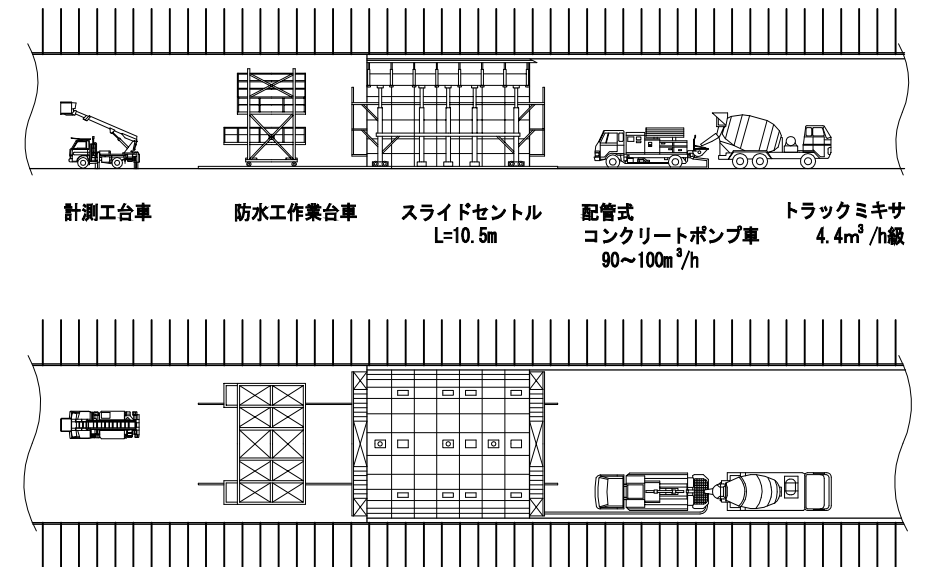 計測工台車
防水工作業台車
スライドセントル
L=10.5m
配管式
コンクリートポンプ車
90～100m³/h
トラックミキサ
4.4m³/h級